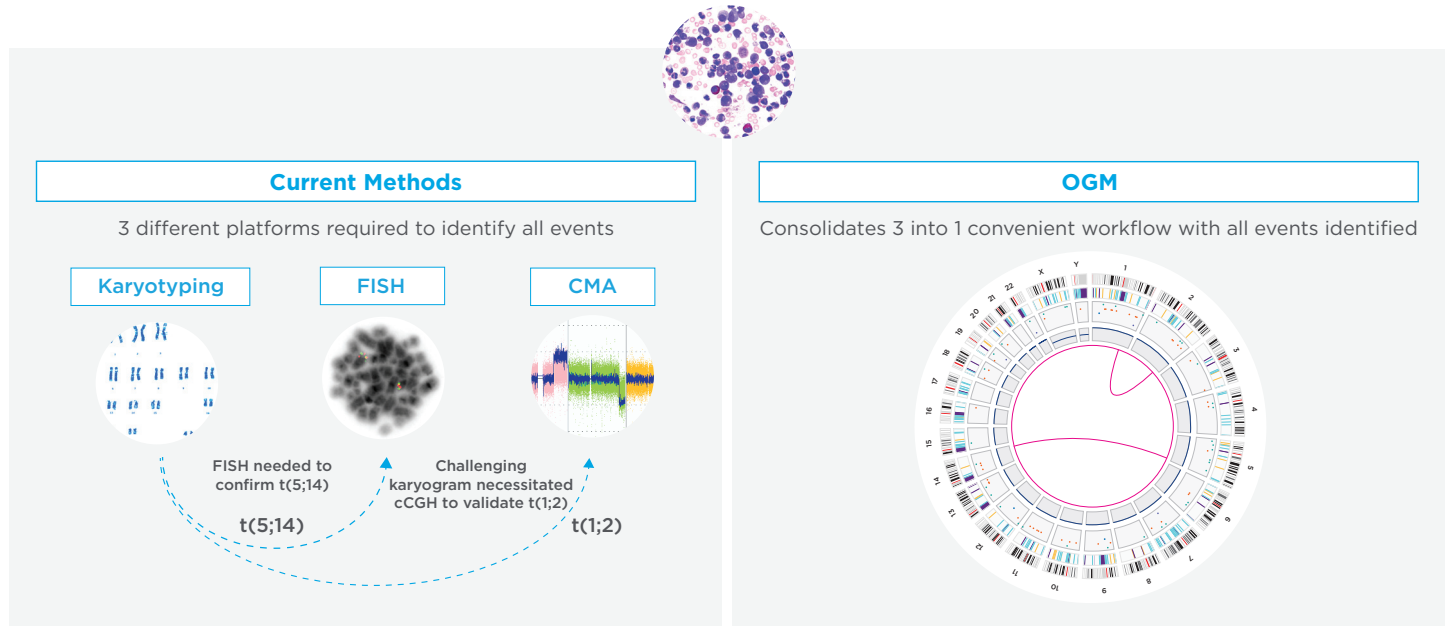 Current Methods
3 different platforms required to identify all events
Karyotyping
FISH
CMA
FISH needed to
confirm t(5;14)
t(5;14)
Challenging
karyogram necessitated
cCGH to validate t(1;2)
t(1;2)
OGM
Consolidates 3 into 1 convenient workflow with all events identified
1
2
3
4
5
6
7
8
9
10
11
12
13
14
15
16
17
18
19
20
21
22
X
Y